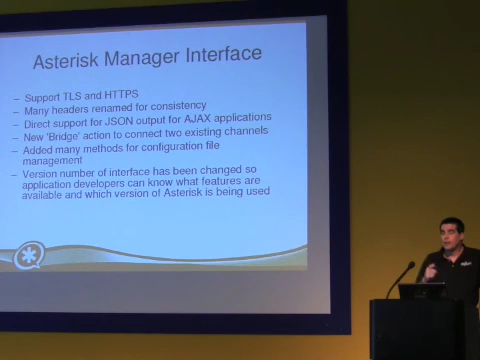 Asterisk Manager Interface
– Support TLS and HTTPS
– Many headers renamed for consistency
– Direct support for JSON output for AJAX applications
– New 'Bridge' action to connect two existing channels
– Added many methods for configuration file
management
– Version number of interface has been changed so
application developers can know what features are
available and which version of Asterisk is being used